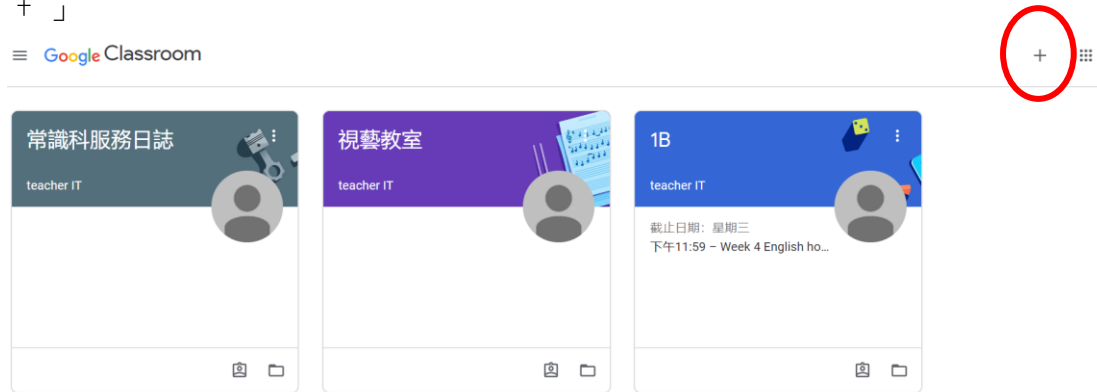 ＋ 」
Google Classroom
常識科服務日誌
teacher IT
視藝教室
teacher IT
1B
teacher IT
截止日期：星期三
下午11:59 – Week 4 English ho...